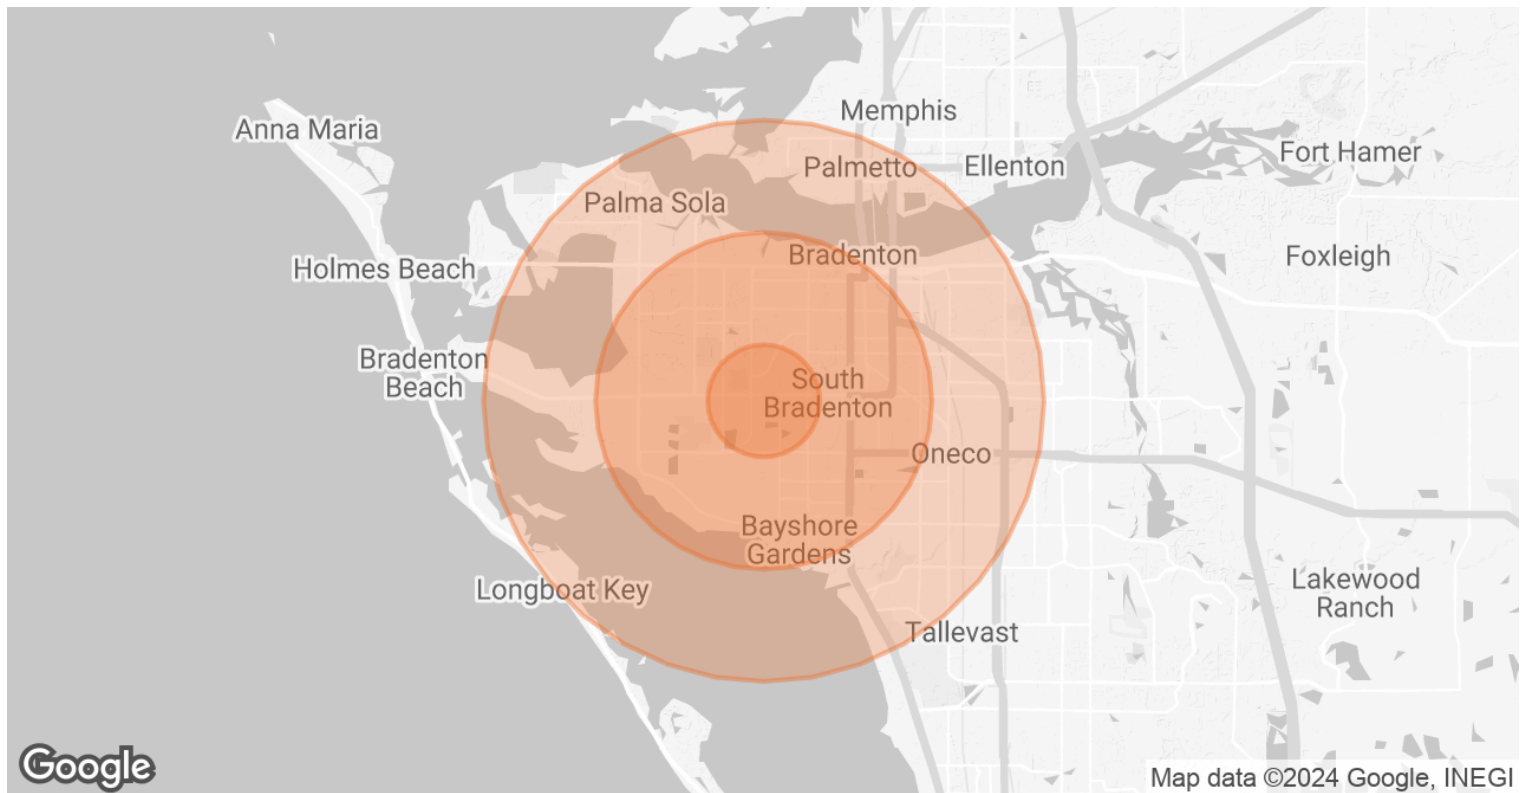 Memphis
Anna Maria
Palmetto
Ellenton
Fort Hamer
Palma Sola
Bradenton
Foxleigh
Holmes Beach
Bradenton
Beach
South
Bradenton
Oneco
Bayshore
Gardens
Longboat Key
Lakewood
Ranch
Tallevast
Google
Map data ©2024 Google, INEGI